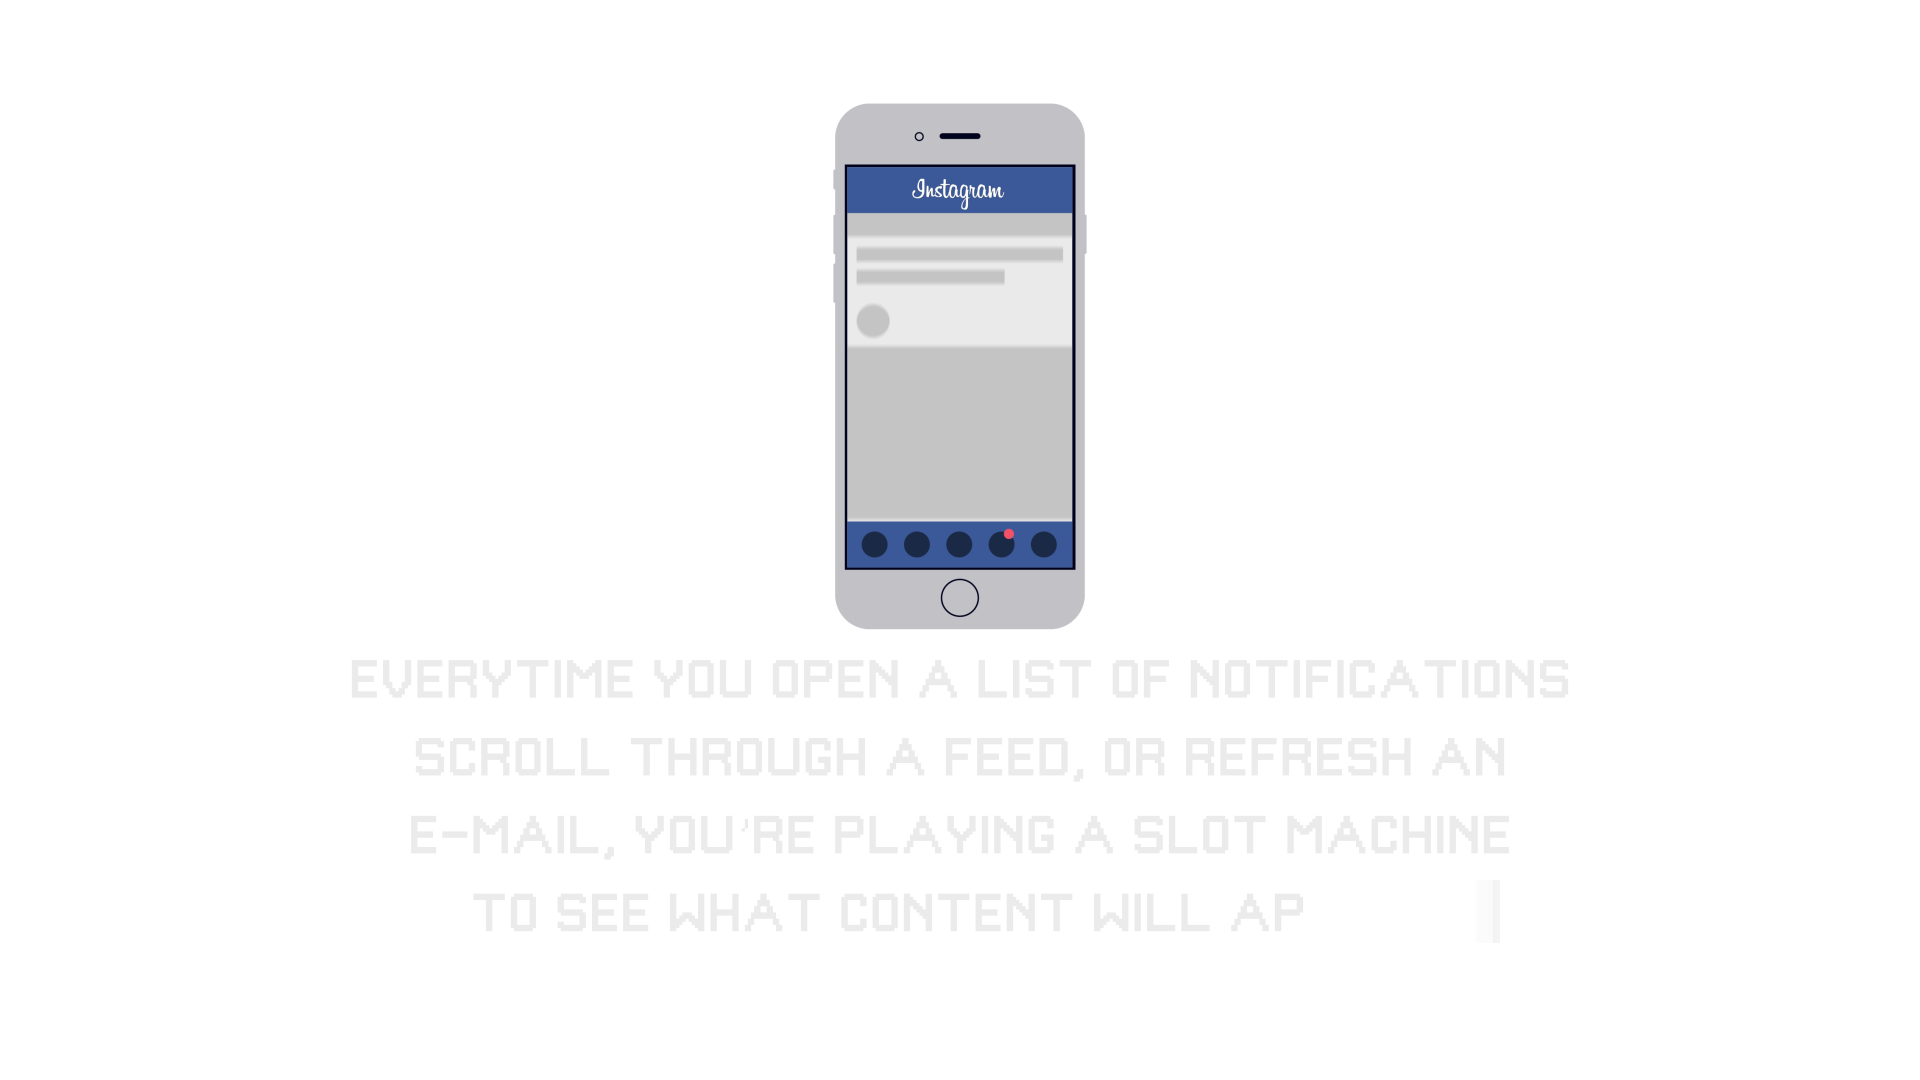 Instagram
EVERYTIME YOU OPEN A LIST OF NOTIFICATIONS
SCROLL THROUGH A FEED, OR REFRESH AN
E-MAIL, YOU'RE PLAYING A SLOT MACHINE
TO SEE WHAT CONTENT WILL AP